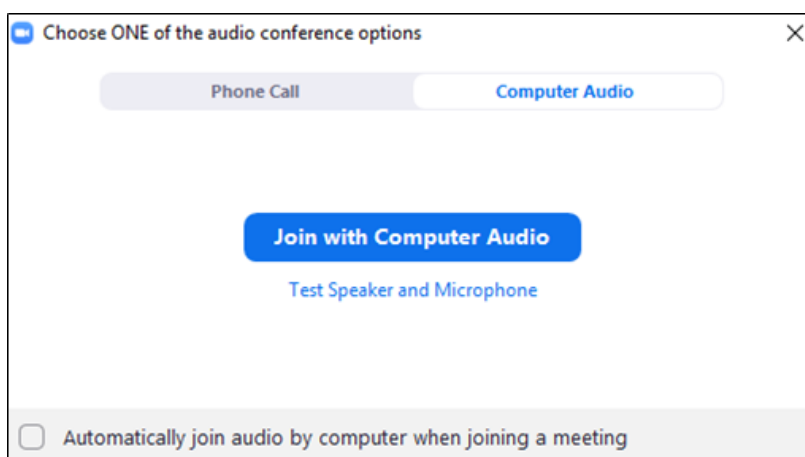 Choose ONE of the audio conference options
Phone Call
Computer Audio
Join with Computer Audio
Test Speaker and Microphone
Automatically join audio by computer when joining a meeting